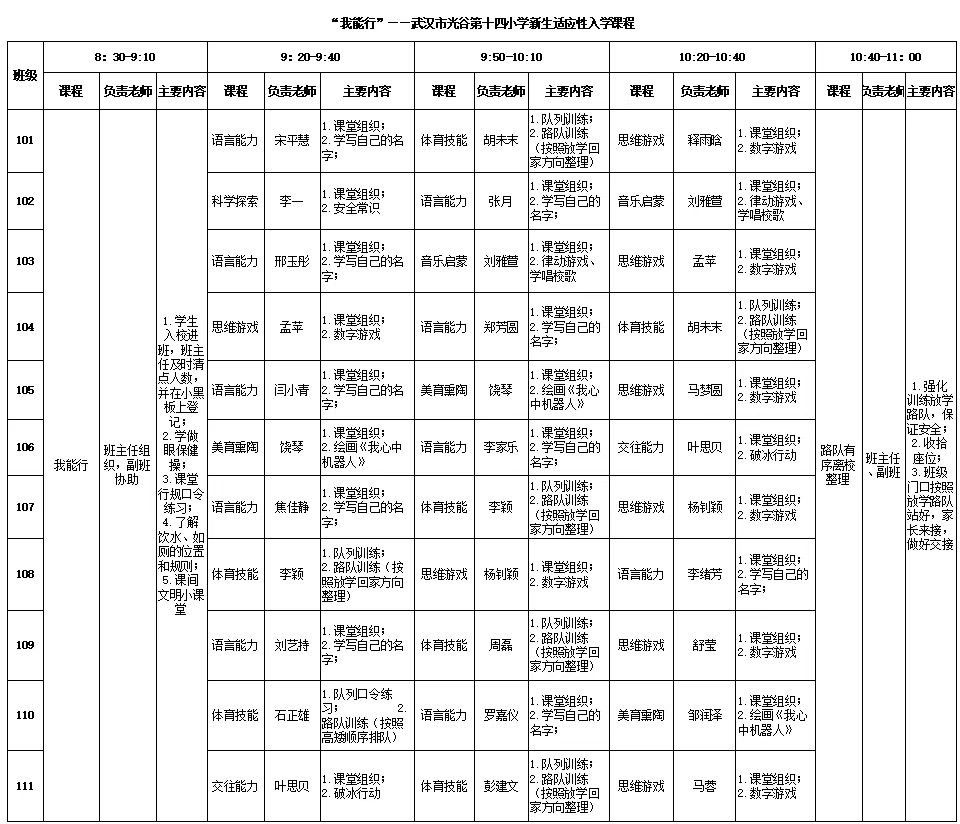 “我能行”——武汉市光谷第十四小学新生适应性入学课程
班级 8：30-9:10 9：20-9:40 9:50-10:10 10:20-10:40 10:40-11：00
课程 负责老师 主要内容 课程 负责老师 主要内容 课程 负责老师 主要内容 课程 负责老师 主要内容 课程 负责老师 主要内容
我能行
班主任组
织，副班
协助
1.学生
入校进
班，班主
任及时清
点人数，
并在小黑
板上登
记；
2.学做
眼保健
操；
3.课堂
行规口令
练习；
4.了解
饮水、如
厕的位置
和规则；
5.课间
文明小课
堂
101
语言能力 宋平慧
1.课堂组织；
2.学写自己的名
字；
体育技能 胡未末
1.队列训练；
2.路队训练
（按照放学回
家方向整理）
思维游戏 释雨晗
1.课堂组织；
2.数字游戏
102
科学探索 李一
1.课堂组织；
2.安全常识
语言能力 张月
1.课堂组织；
2.学写自己的
名字；
音乐启蒙 刘雅萱
1.课堂组织；
2.律动游戏、
学唱校歌
103
语言能力 邢玉彤
1.课堂组织；
2.学写自己的名
字；
音乐启蒙 刘雅萱
1.课堂组织；
2.律动游戏、
学唱校歌
思维游戏 孟苹
1.课堂组织；
2.数字游戏
104
思维游戏 孟苹
1.课堂组织；
2.数字游戏
语言能力 郑芳圆
1.课堂组织；
2.学写自己的
名字；
体育技能 胡未末
1.队列训练；
2.路队训练
（按照放学回
家方向整理）
105
语言能力 闫小青
1.课堂组织；
2.学写自己的名
字；
美育熏陶 饶琴
1.课堂组织；
2.绘画《我心
中机器人》
思维游戏 马梦圆
1.课堂组织；
2.数字游戏
106
美育熏陶 饶琴
1.课堂组织；
2.绘画《我心中
机器人》
语言能力 李家乐
1.课堂组织；
2.学写自己的
名字；
交往能力 叶思贝
1.课堂组织；
2.破冰行动
107
语言能力 焦佳静
1.课堂组织；
2.学写自己的名
字；
体育技能 李颖
1.队列训练；
2.路队训练
（按照放学回
家方向整理）
思维游戏 杨钊颖
1.课堂组织；
2.数字游戏
108
体育技能 李颖
1.队列训练；
2.路队训练（按
照放学回家方向
整理）
思维游戏 杨钊颖
1.课堂组织；
2.数字游戏
语言能力 李绪芳
1.课堂组织；
2.学写自己的
名字；
109
语言能力 刘艺持
1.课堂组织；
2.学写自己的名
字；
体育技能 周磊
1.队列训练；
2.路队训练
（按照放学回
家方向整理）
思维游戏 舒莹
1.课堂组织；
2.数字游戏
110
体育技能 石正雄
1.队列口令练
习； 2.
路队训练（按照
高矮顺序排队）
语言能力 罗嘉仪
1.课堂组织；
2.学写自己的
名字；
美育熏陶 邹润泽
1.课堂组织；
2.绘画《我心
中机器人》
111
交往能力 叶思贝
1.课堂组织；
2.破冰行动
体育技能 彭建文
1.队列训练；
2.路队训练
（按照放学回
家方向整理）
思维游戏 马蓉
1.课堂组织；
2.数字游戏
路队有
序离校
整理
班主任
、副班
1.强化
训练放学
路队，保
证安全；
2.收拾
座位；
3.班级
门口按照
放学路队
站好，家
长来接，
做好交接